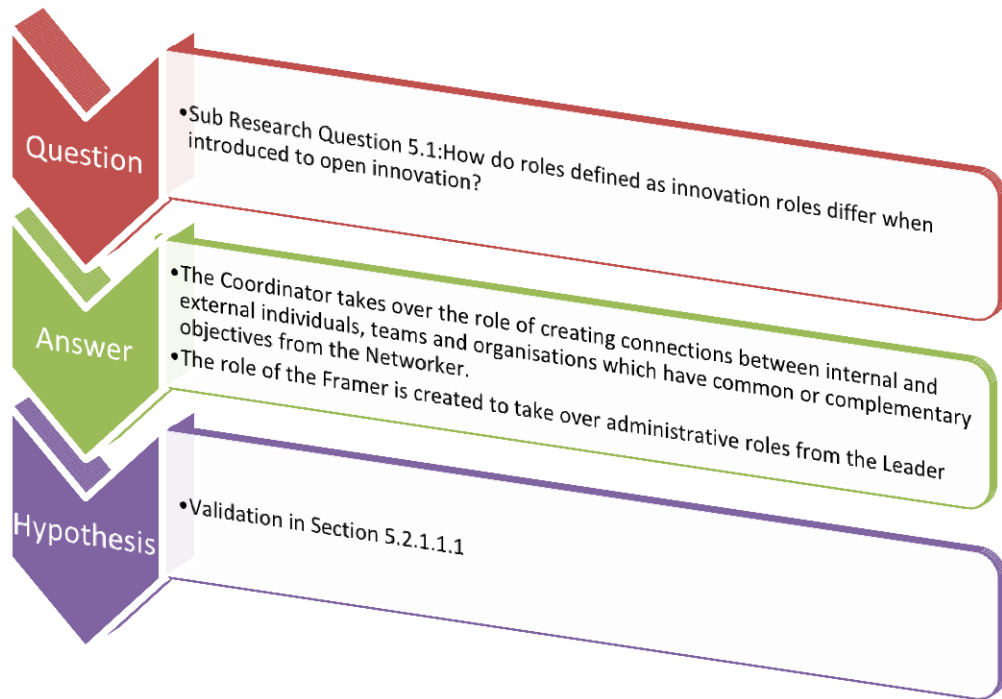 Question
•Sub Research Question 5.1:How do roles defined as innovation roles differ when
introduced to open innovation?
Answer
•The Coordinator takes over the role of creating connections between internal and
external individuals, teams and organisations which have common or complementary
objectives from the Networker.
•The role of the Framer is created to take over administrative roles from the Leader
Hypothesis
•Validation in Section 5.2.1.1.1